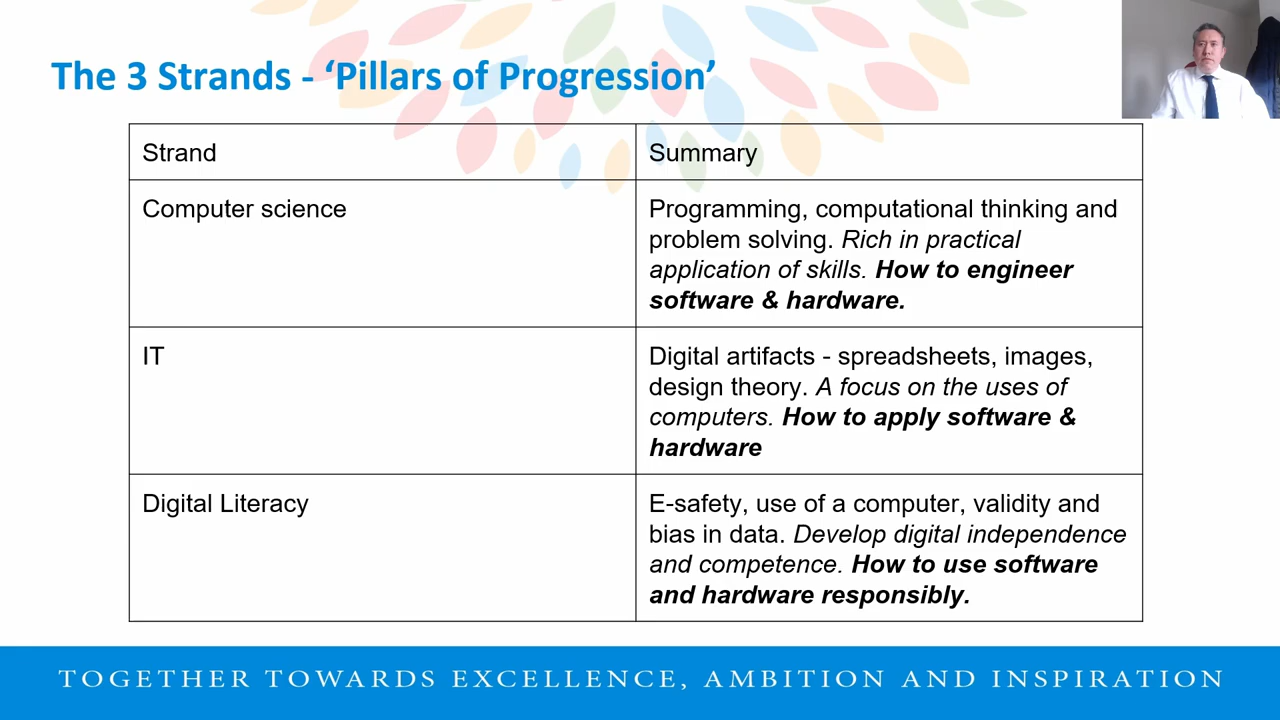 The 3 Strands - ‘Pillars of Progression’
Strand
Summary
Computer science
Programming, computational thinking and
problem solving. Rich in practical
application of skills. How to engineer
software & hardware.
IT
Digital artifacts - spreadsheets, images,
design theory. A focus on the uses of
computers. How to apply software &
hardware
Digital Literacy
E-safety, use of a computer, validity and
bias in data. Develop digital independence
and competence. How to use software
and hardware responsibly.
TOGETHER TOWARDS EXCELLENCE, AMBITION AND INSPIRATION